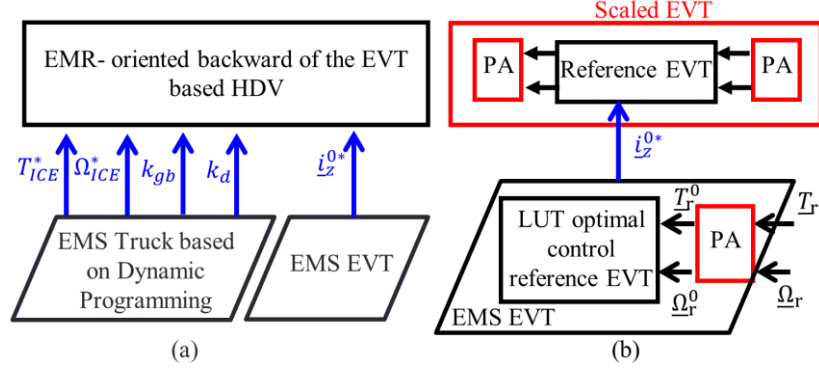 EMR- oriented backward of the EVT
based HDV
T*ICE
Ω*ICE
kgb
kd
i0*z
EMS Truck based
on Dynamic
Programming
EMS EVT
(a)
Scaled EVT
PA
Reference EVT
PA
i0*z
LUT optimal
control
reference EVT
T0r
Ω0r
PA
Tr
Ωr
EMS EVT
(b)